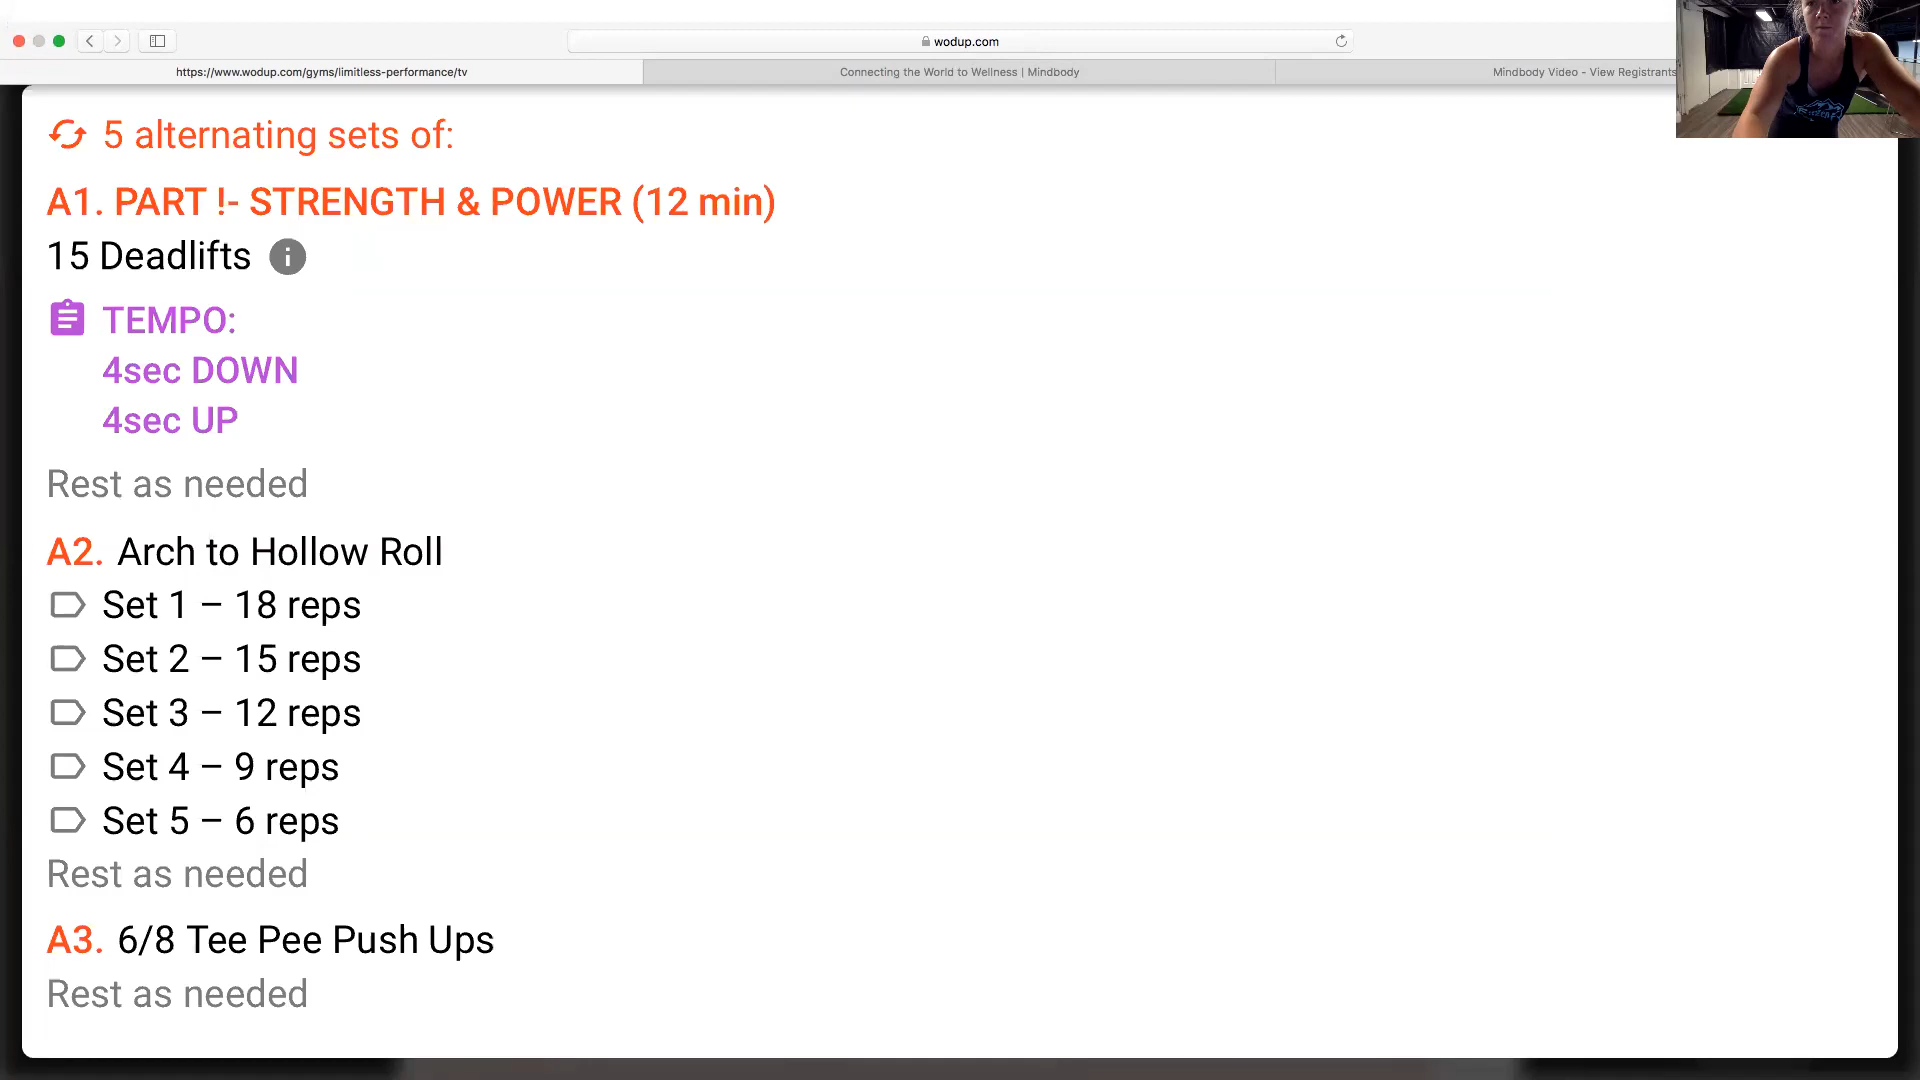 wodup.com
https://www.wodup.com/gyms/limitless-performance/tv
Connecting the World to Wellness | Mindbody
Mindbody Video - View Registrants
5 alternating sets of:
A1. PART !- STRENGTH & POWER (12 min)
15 Deadlifts
TEMPO:
4sec DOWN
4sec UP
Rest as needed
A2. Arch to Hollow Roll
Set 1 – 18 reps
Set 2 – 15 reps
Set 3 – 12 reps
Set 4 – 9 reps
Set 5 – 6 reps
Rest as needed
A3. 6/8 Tee Pee Push Ups
Rest as needed